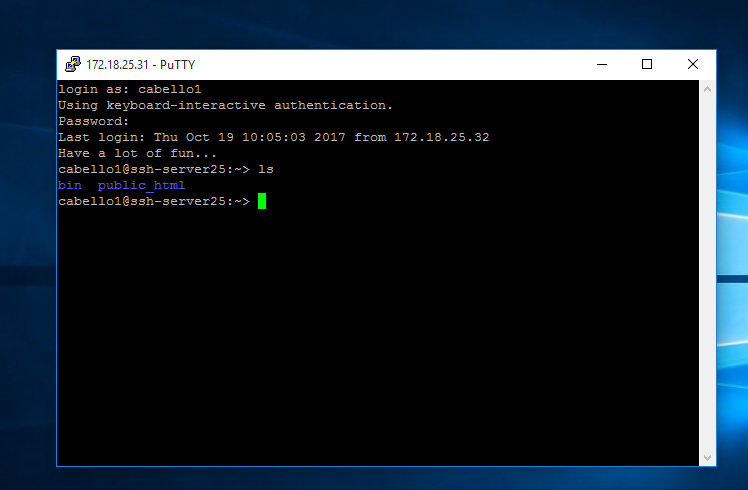 172.18.25.31 - PuTTY
login as: cabello1
Using keyboard-interactive authentication.
Password:
Last login: Thu Oct 19 10:05:03 2017 from 172.18.25.32
Have a lot of fun...
cabello1@ssh-server25:~> ls
bin  public_html
cabello1@ssh-server25:~>